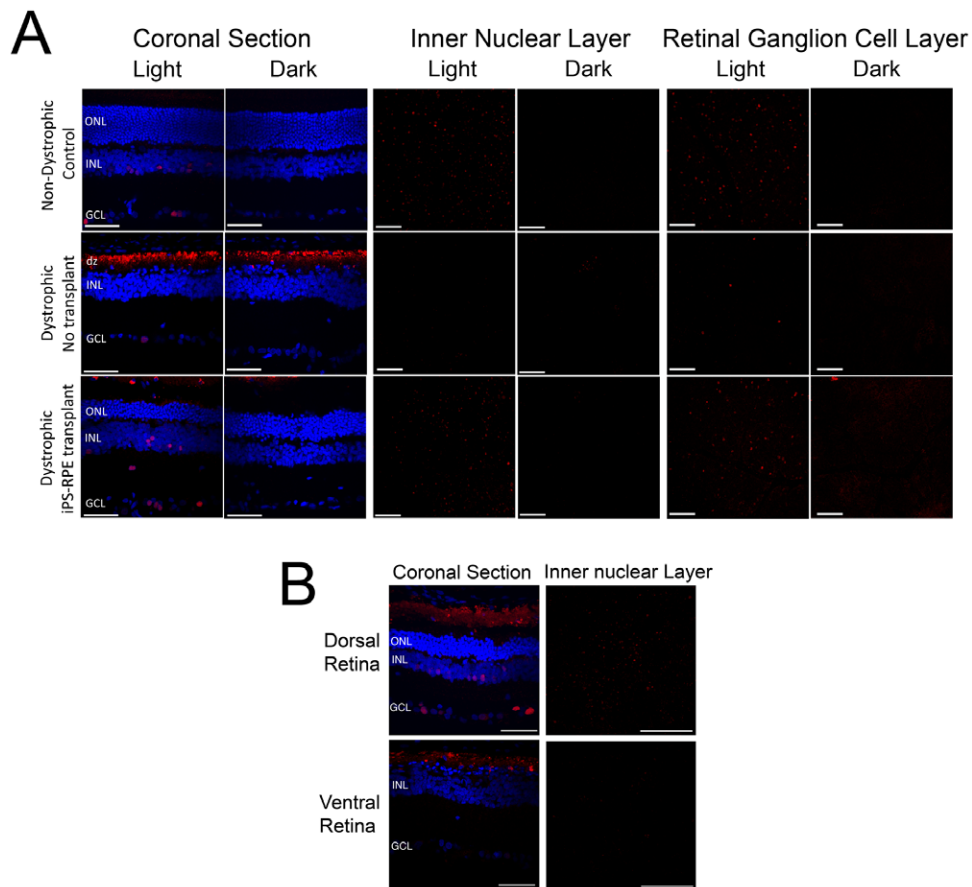 A
Coronal Section Inner Nuclear Layer Retinal Ganglion Cell Layer
Light Dark Light Dark Light Dark
Non-Dystrophic
Control
ONL
INL
GCL
Dystrophic
No transplant
dz
INL
GCL
Dystrophic
iPS-RPE transplant
ONL
INL
GCL
B
Coronal Section Inner nuclear Layer
Dorsal
Retina
ONL
INL
GCL
Ventral
Retina
INL
GCL